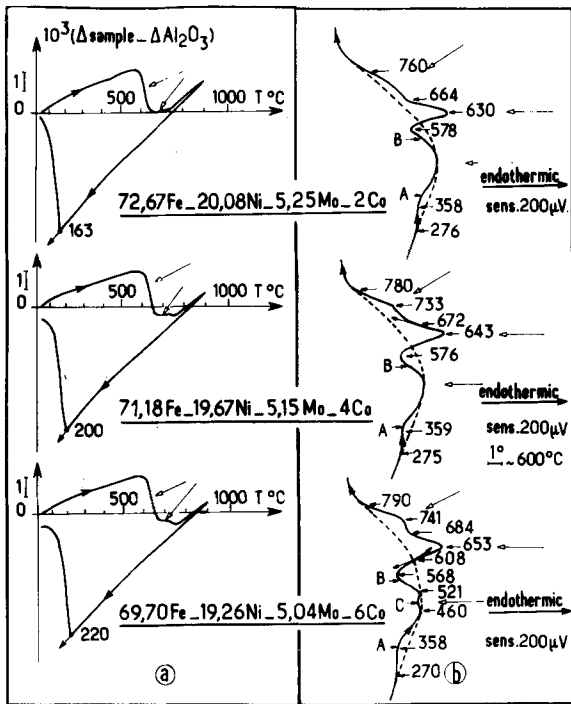 10³(Δsample_ΔAl₂O₃)
1
0
500
1000 T°C
163
760
664
630
578
B
A
358
276
endothermic
sens.200µV
72,67Fe_20,08Ni_5,25Mo_2Co
1
0
500
1000 T°C
200
780
733
672
643
576
B
A
359
275
endothermic
sens.200µV
1° ~600°C
71,18Fe_19,67Ni_5,15Mo_4Co
1
0
500
1000 T°C
220
790
741
684
653
608
B
568
521
C
460
A
358
270
endothermic
sens.200µV
69,70Fe_19,26Ni_5,04Mo_6Co
a
b